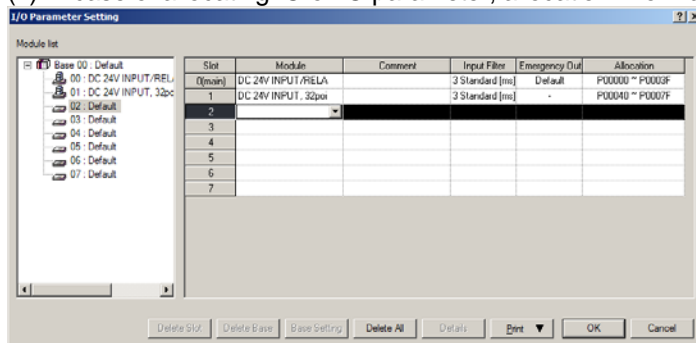 I/O Parameter Setting
Module list
Base 00 : Default
00 : DC 24V INPUT/REL
01 : DC 24V INPUT, 32po
02 : Default
03 : Default
04 : Default
05 : Default
06 : Default
07 : Default
Slot Module Comment Input Filter Emergency Out Allocation
0(main) DC 24V INPUT/RELA 3 Standard [ms] Default P00000 ~ P0003F
1 DC 24V INPUT, 32poi 3 Standard [ms] - P00040 ~ P0007F
2
3
4
5
6
7
Delete Slot Delete Base Base Setting Delete All Details Print OK Cancel